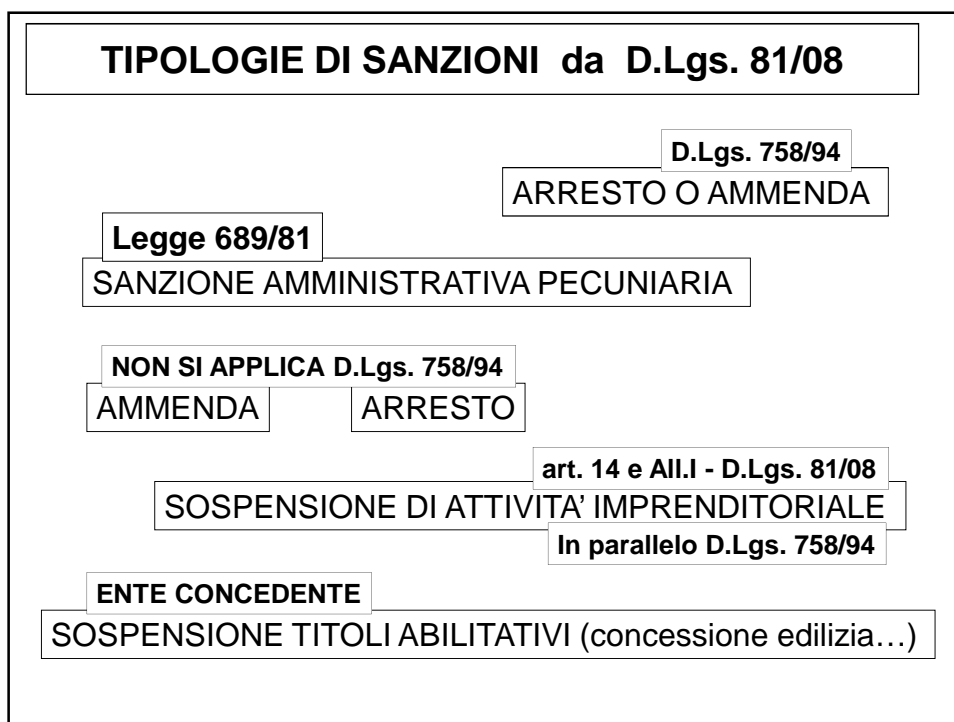 TIPOLOGIE DI SANZIONI da D.Lgs. 81/08
D.Lgs. 758/94
ARRESTO O AMMENDA
Legge 689/81
SANZIONE AMMINISTRATIVA PECUNIARIA
NON SI APPLICA D.Lgs. 758/94
AMMENDA ARRESTO
art. 14 e All.I - D.Lgs. 81/08
SOSPENSIONE DI ATTIVITA’ IMPRENDITORIALE
In parallelo D.Lgs. 758/94
ENTE CONCEDENTE
SOSPENSIONE TITOLI ABILITATIVI (concessione edilizia…)